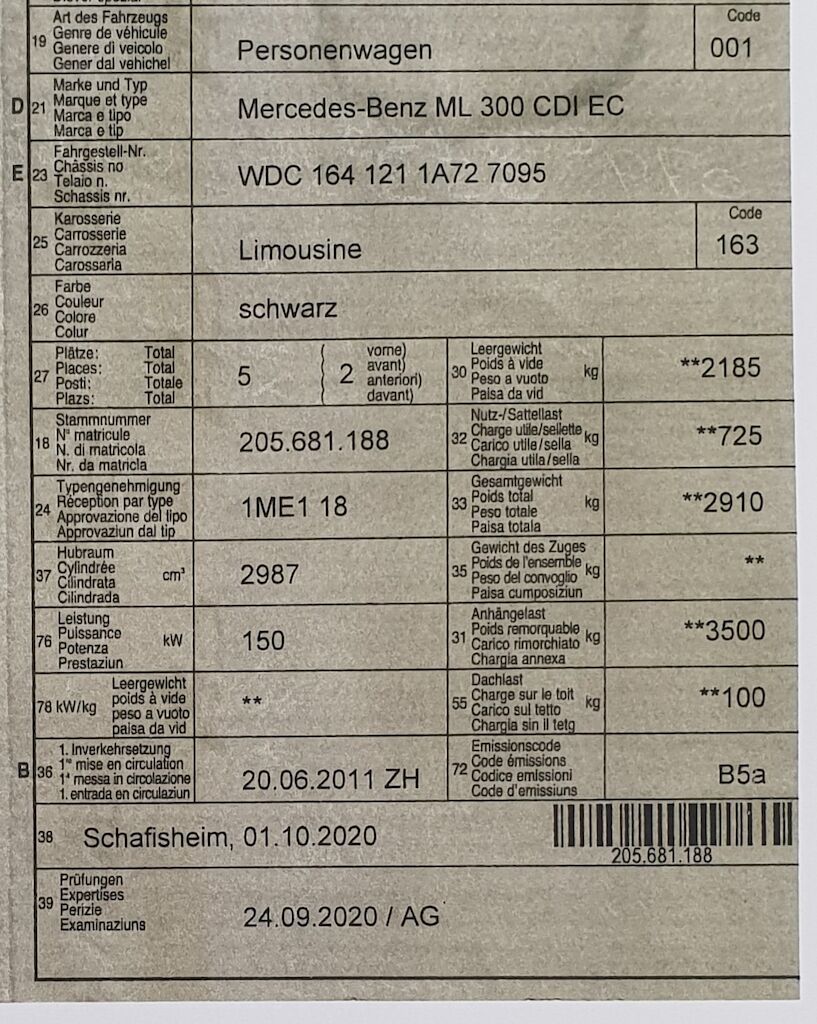 19 Art des Fahrzeugs
Genre de véhicule
Genere di veicolo
Gener dal vehichel
Personenwagen
Code
001
D 21 Marke und Typ
Marque et type
Marca e tipo
Marca e tip
Mercedes-Benz ML 300 CDI EC
E 23 Fahrgestell-Nr.
Châssis no
Telaio n.
Schassis nr.
WDC 164 121 1A72 7095
25 Karosserie
Carrosserie
Carrozzeria
Carossaria
Limousine
Code
163
26 Farbe
Couleur
Colore
Colur
schwarz
27 Plätze: Total
Places: Total
Posti: Totale
Plazs: Total
5 ( 2 vorne)
avant)
anteriori)
davant)
30 Leergewicht
Poids à vide
Peso a vuoto
Paisa da vid
kg
**2185
18 Stammnummer
N° matricule
N. di matricola
Nr. da matricla
205.681.188
32 Nutz-/Sattellast
Charge utile/sellette
Carico utile/sella
Chargia utila/sella
kg
**725
24 Typengenehmigung
Réception par type
Approvazione del tipo
Approvaziun dal tip
1ME1 18
33 Gesamtgewicht
Poids total
Peso totale
Paisa totala
kg
**2910
37 Hubraum
Cylindrée
Cilindrata
Cilindrada
cm³
2987
35 Gewicht des Zuges
Poids de l'ensemble
Peso del convoglio
Paisa cumposiziun
kg
**
76 Leistung
Puissance
Potenza
Prestaziun
kW
150
31 Anhängelast
Poids remorquable
Carico rimorchiato
Chargia annexa
kg
**3500
78 kW/kg Leergewicht
poids à vide
peso a vuoto
paisa da vid
**
55 Dachlast
Charge sur le toit
Carico sul tetto
Chargia sin il tetg
kg
**100
B 36 1. Inverkehrsetzung
1re mise en circulation
1a messa in circolazione
1. entrada en circulaziun
20.06.2011 ZH
72 Emissionscode
Code émissions
Codice emissioni
Code d'emissiuns
B5a
38 Schafisheim, 01.10.2020
205.681.188
39 Prüfungen
Expertises
Perizie
Examinaziuns
24.09.2020 / AG